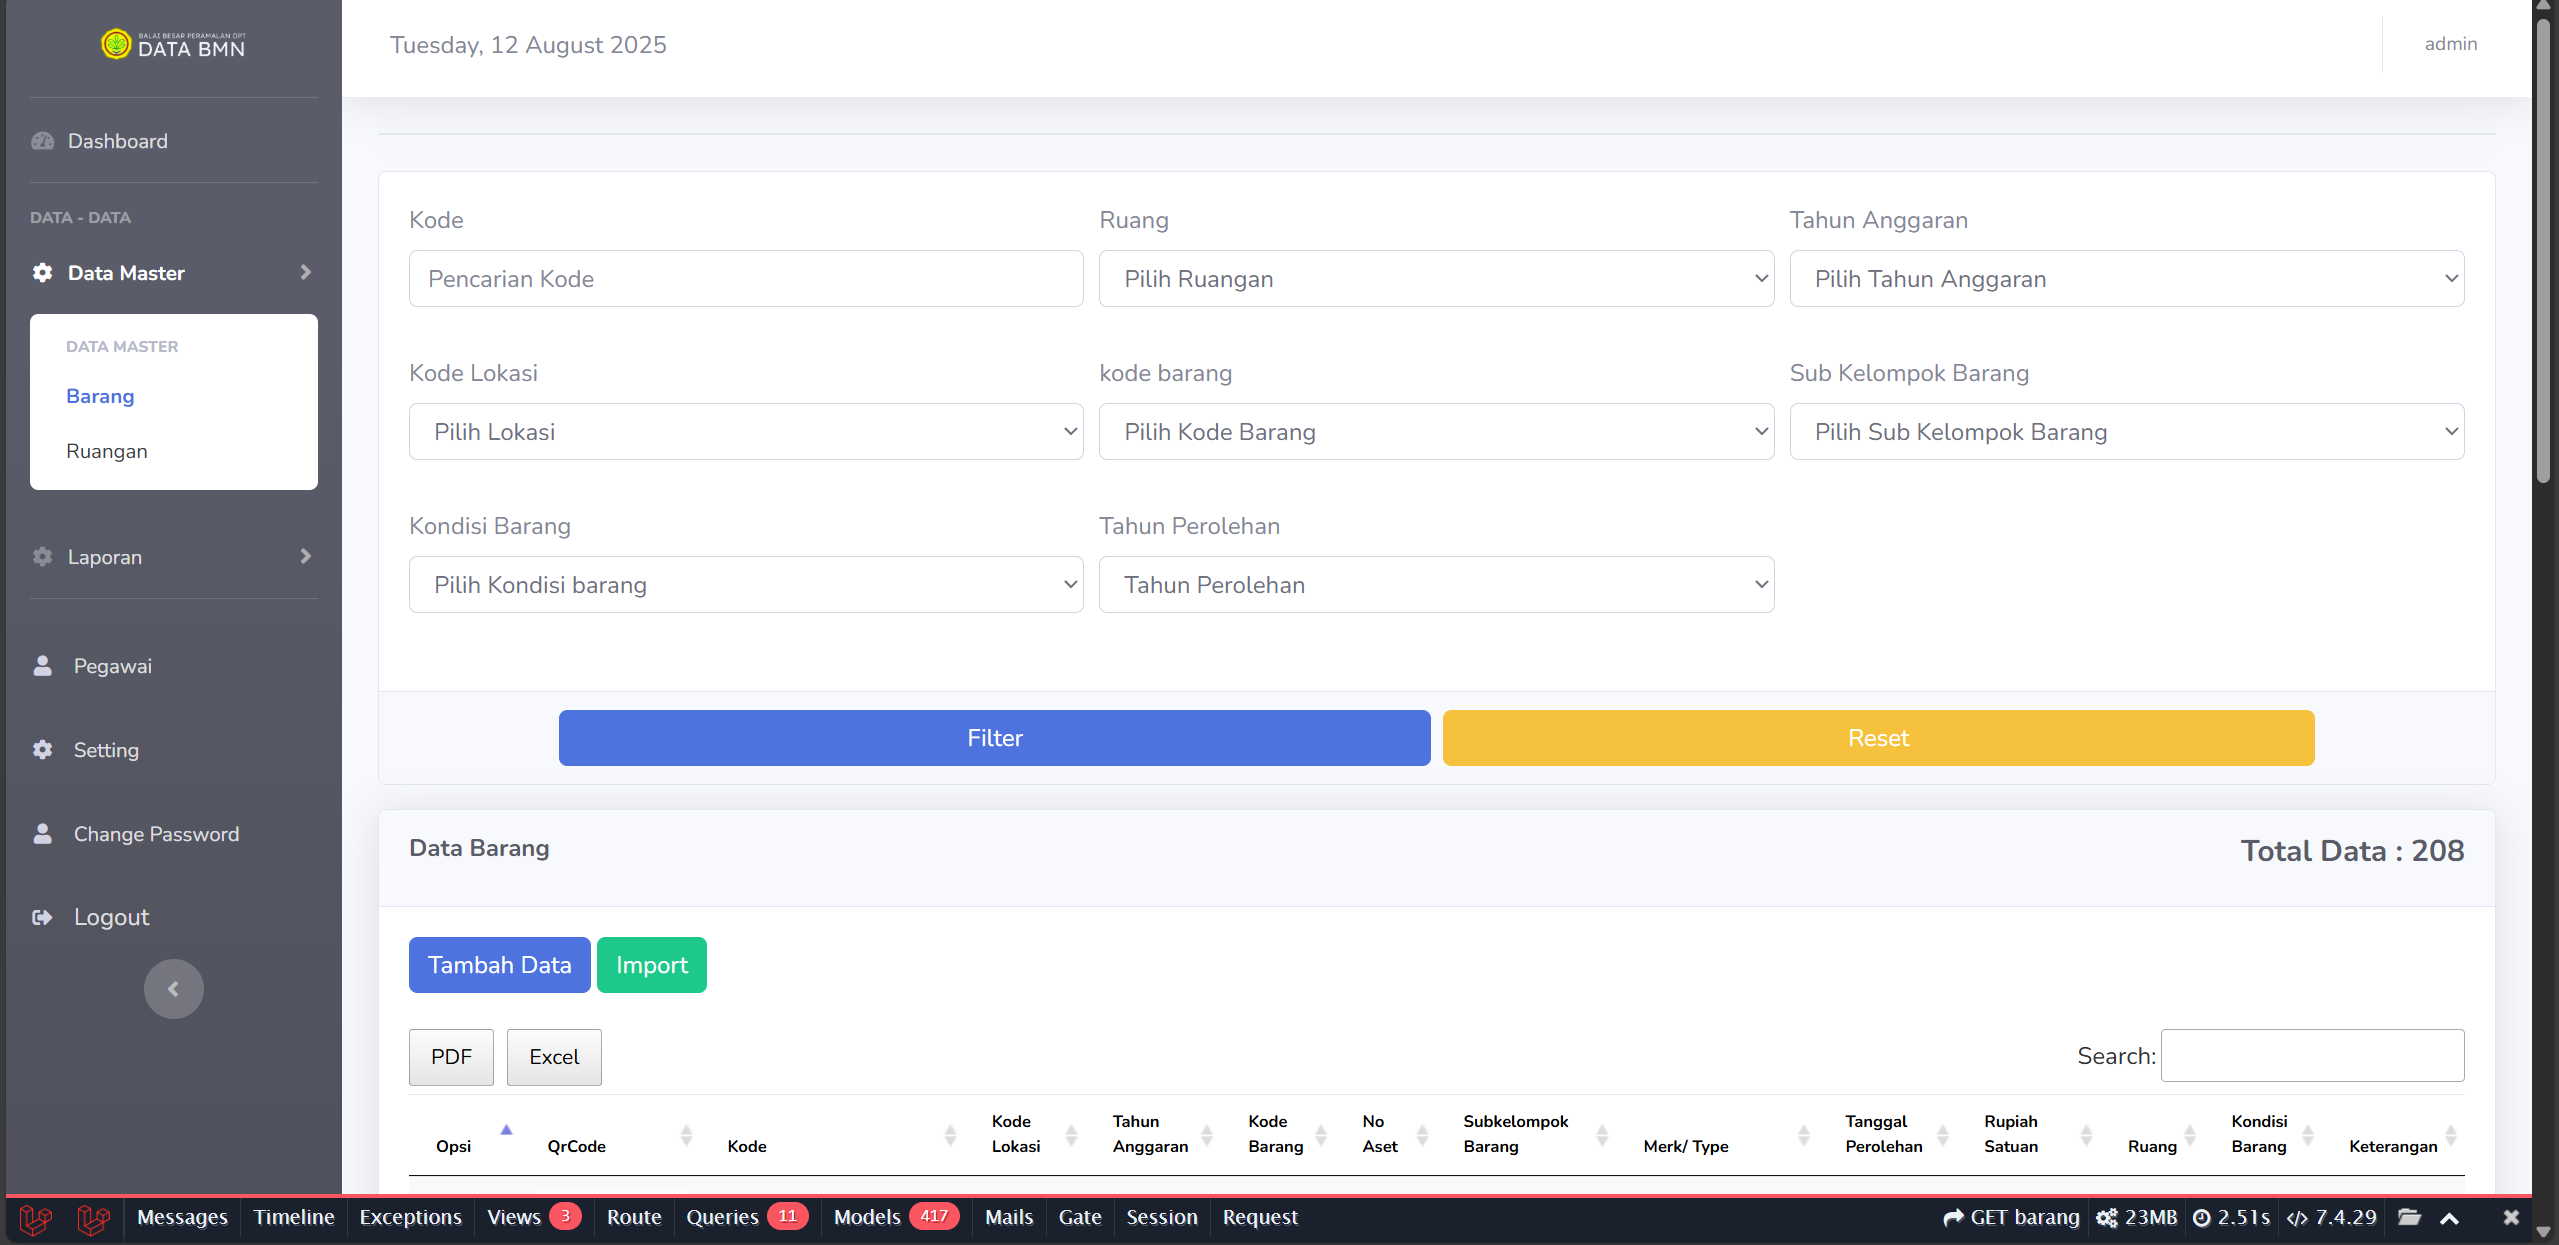 BALAI BESAR PERAMALAN OPT
DATA BMN
Tuesday, 12 August 2025
admin
Dashboard
DATA - DATA
Data Master
DATA MASTER
Barang
Ruangan
Laporan
Pegawai
Setting
Change Password
Logout
Kode
Ruang
Tahun Anggaran
Pencarian Kode
Pilih Ruangan
Pilih Tahun Anggaran
Kode Lokasi
kode barang
Sub Kelompok Barang
Pilih Lokasi
Pilih Kode Barang
Pilih Sub Kelompok Barang
Kondisi Barang
Tahun Perolehan
Pilih Kondisi barang
Tahun Perolehan
Filter
Reset
Data Barang
Total Data : 208
Tambah Data
Import
PDF
Excel
Search:
Opsi
QrCode
Kode
Kode
Lokasi
Tahun
Anggaran
Kode
Barang
No
Aset
Subkelompok
Barang
Merk/ Type
Tanggal
Perolehan
Rupiah
Satuan
Ruang
Kondisi
Barang
Keterangan
Messages
Timeline
Exceptions
Views 3
Route
Queries 11
Models 417
Mails
Gate
Session
Request
GET barang
23MB
2.51s
7.4.29